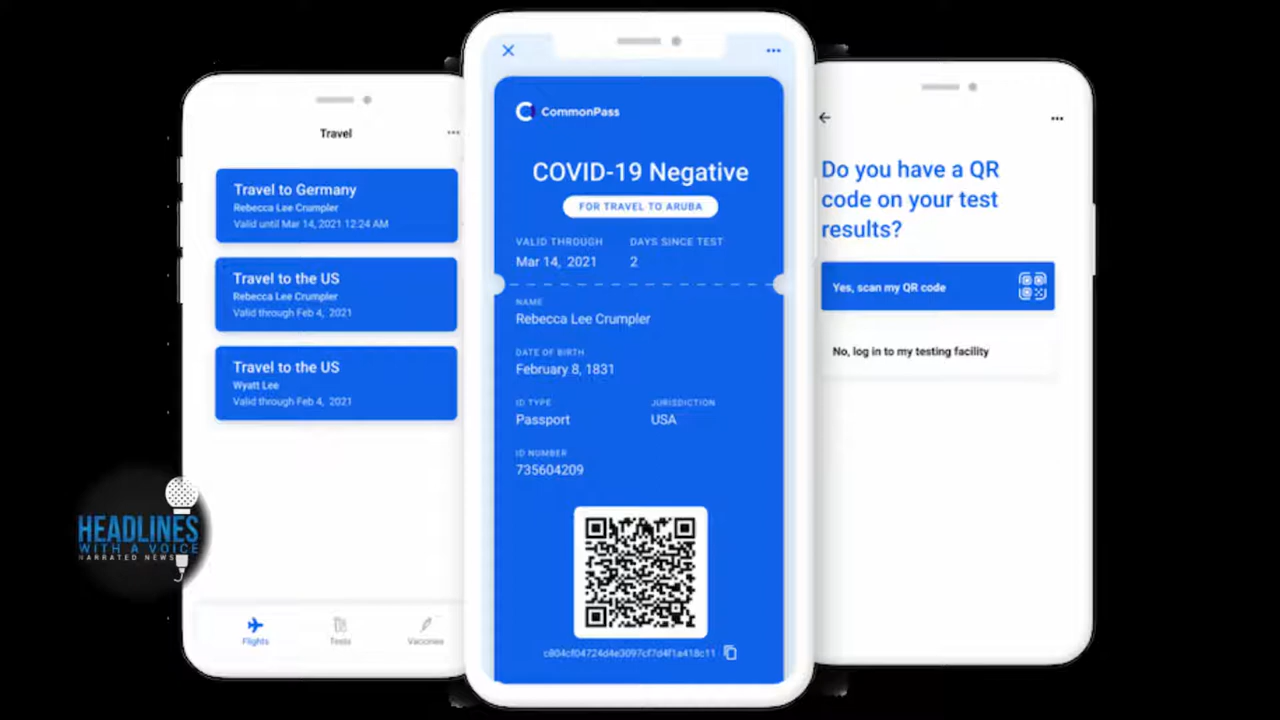 Travel
Travel to Germany
Rebecca Lee Crumpler
Valid until Mar 14, 2021 12:24 AM
Travel to the US
Rebecca Lee Crumpler
Valid through Feb 4, 2021
Travel to the US
Wyatt Lee
Valid through Feb 4, 2021
Flights
Tests
Vaccines
CommonPass
COVID-19 Negative
FOR TRAVEL TO ARUBA
VALID THROUGH DAYS SINCE TEST
Mar 14, 2021 2
NAME
Rebecca Lee Crumpler
DATE OF BIRTH
February 8, 1831
ID TYPE JURISDICTION
Passport USA
ID NUMBER
735604209
c804cf04724d4e3097cf7d4f1a418c11
Do you have a QR
code on your test
results?
Yes, scan my QR code
No, log in to my testing facility
HEADLINES
WITH A VOICE
NARRATED NEWS